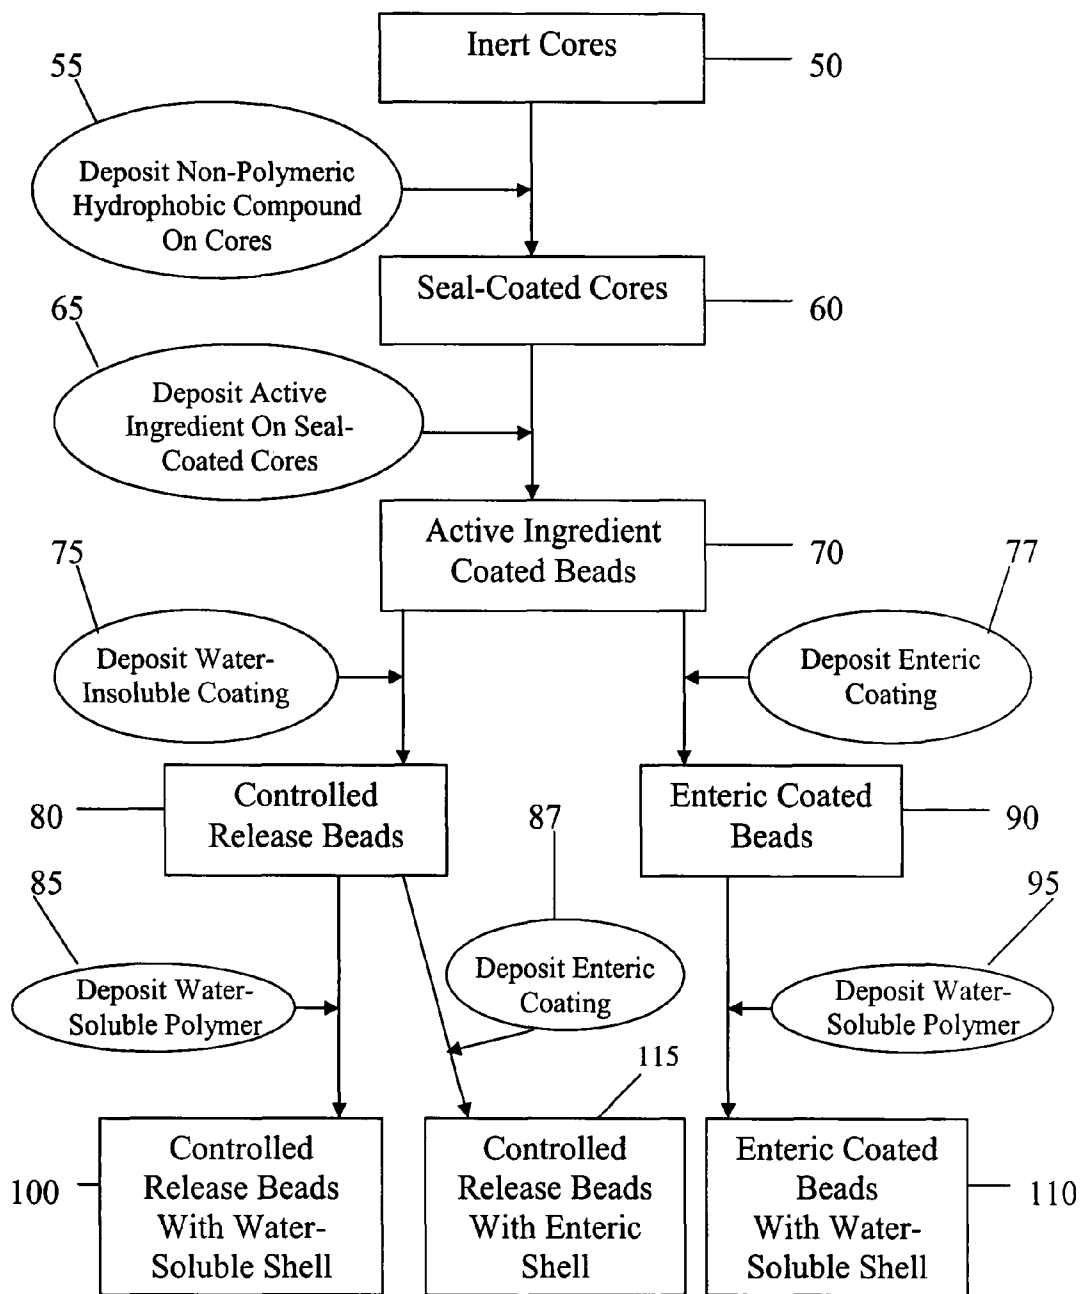 Inert Cores
50
55
Deposit Non-Polymeric
Hydrophobic Compound
On Cores
Seal-Coated Cores
60
65
Deposit Active
Ingredient On Seal-
Coated Cores
Active Ingredient
Coated Beads
70
75
77
Deposit Water-
Insoluble Coating
Deposit Enteric
Coating
80
Controlled
Release Beads
87
Enteric Coated
Beads
90
85
95
Deposit Water-
Soluble Polymer
Deposit Enteric
Coating
Deposit Water-
Soluble Polymer
115
100
Controlled
Release Beads
With Water-
Soluble Shell
Controlled
Release Beads
With Enteric
Shell
Enteric Coated
Beads
With Water-
Soluble Shell
110